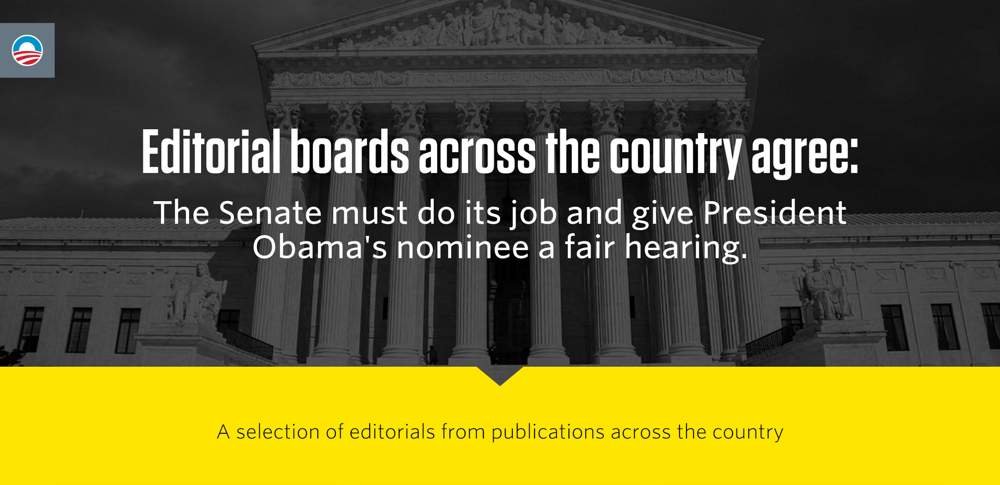 EQUAL·JUSTICE·UNDER·LAW
Editorial boards across the country agree:
The Senate must do its job and give President
Obama's nominee a fair hearing.
A selection of editorials from publications across the country